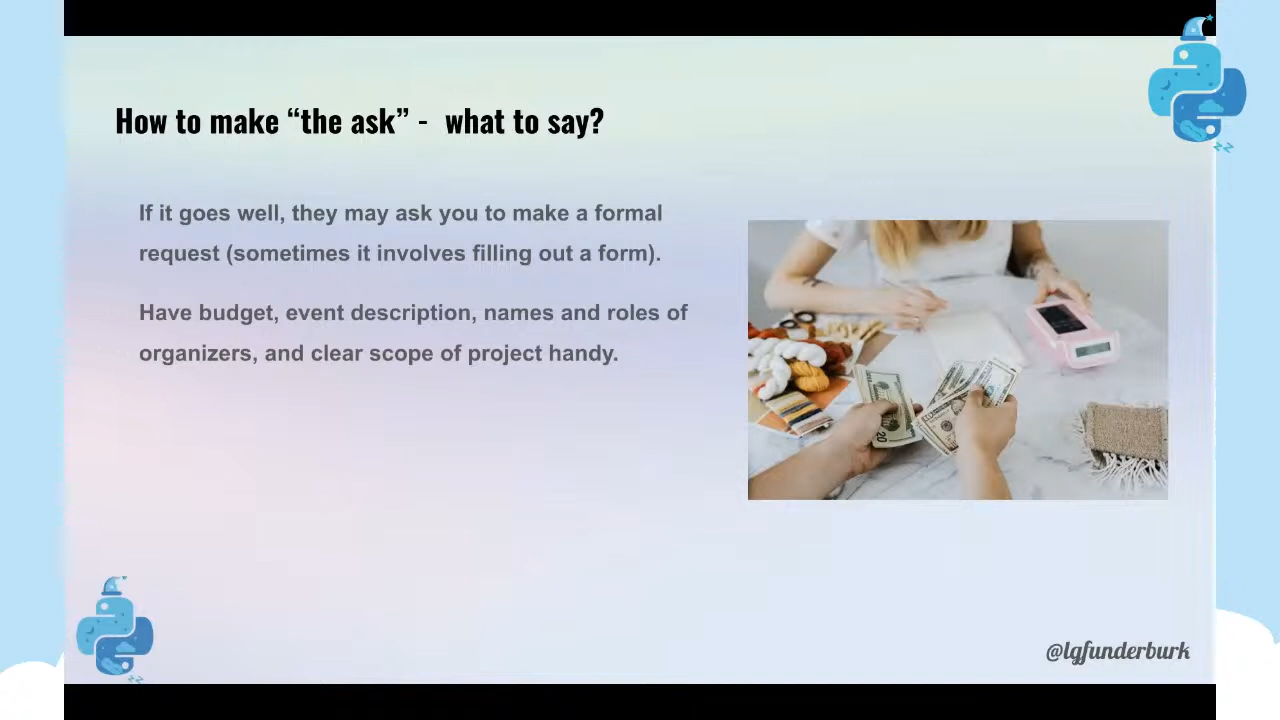 How to make “the ask” - what to say?
If it goes well, they may ask you to make a formal
request (sometimes it involves filling out a form).
Have budget, event description, names and roles of
organizers, and clear scope of project handy.
20
@lgfunderburk